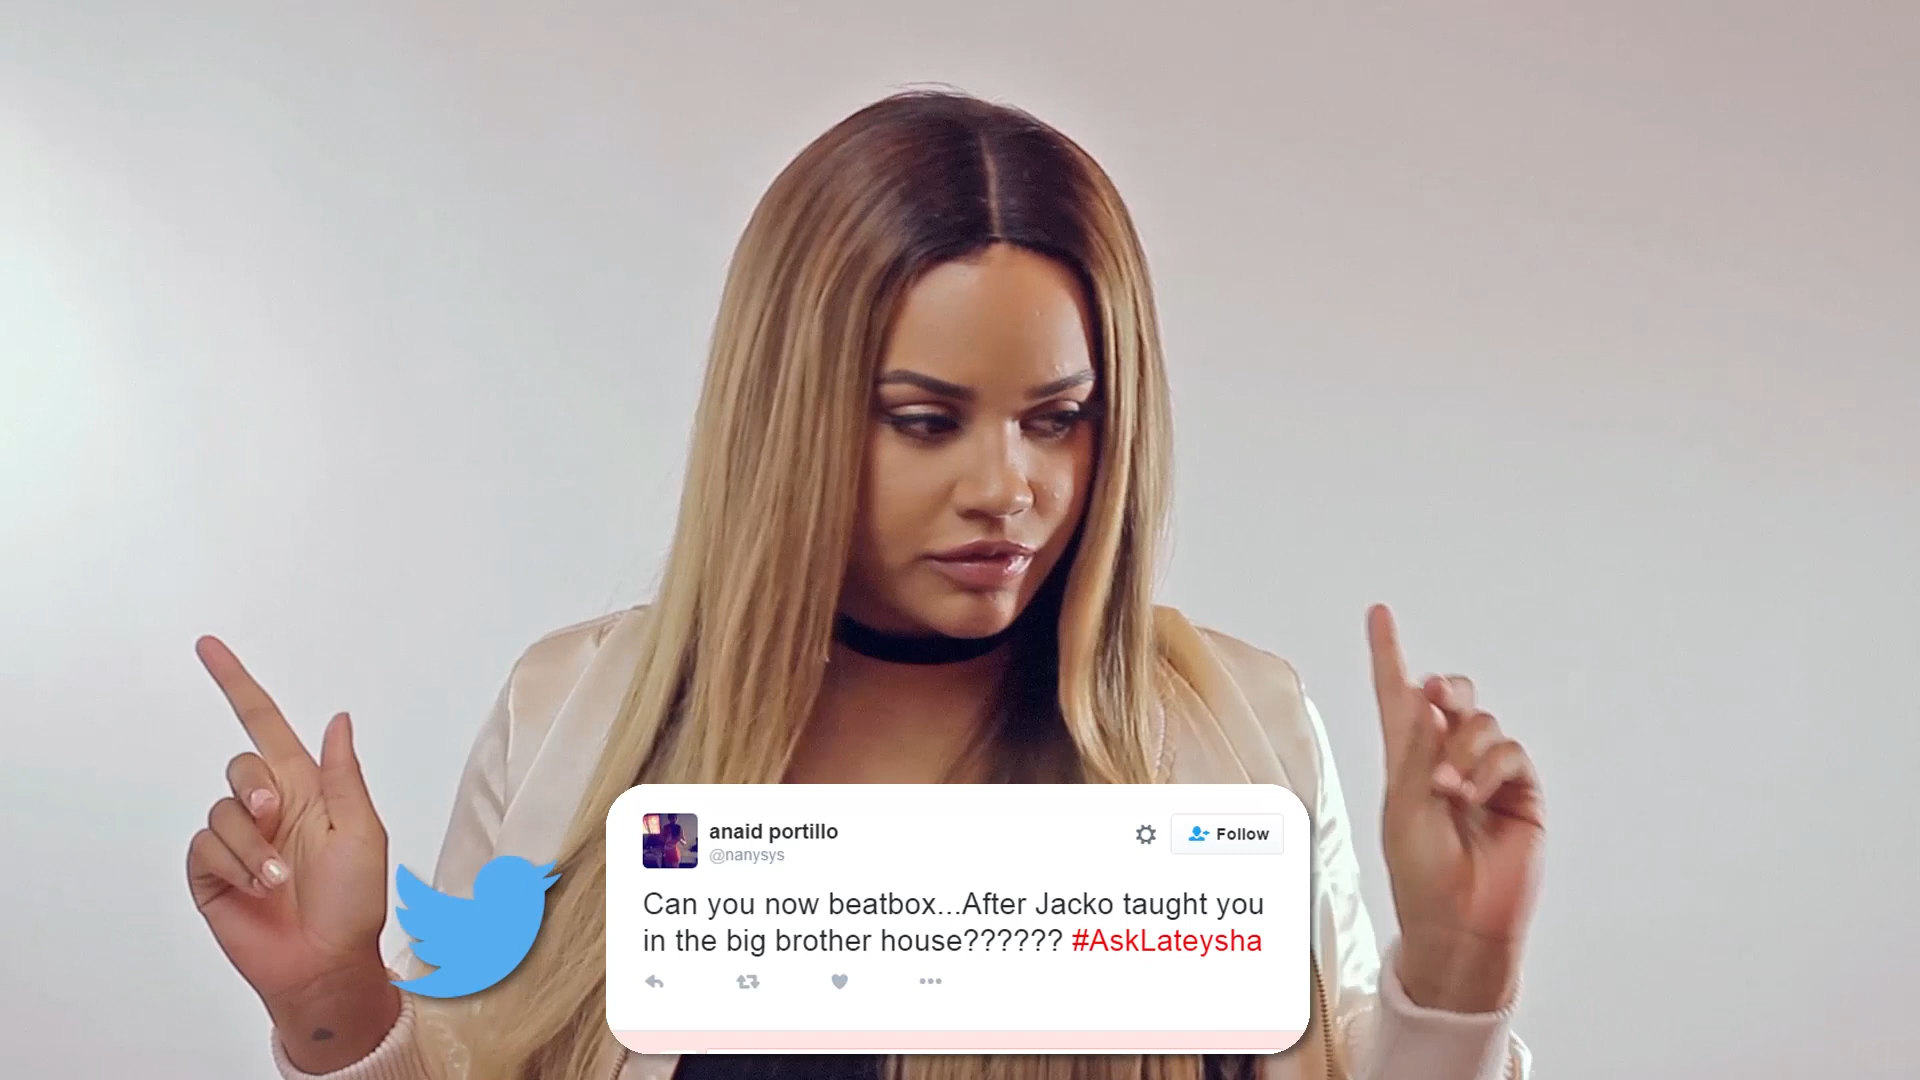 anaid portillo
Follow
@nanysys
Can you now beatbox...After Jacko taught you
in the big brother house?????? #AskLateysha